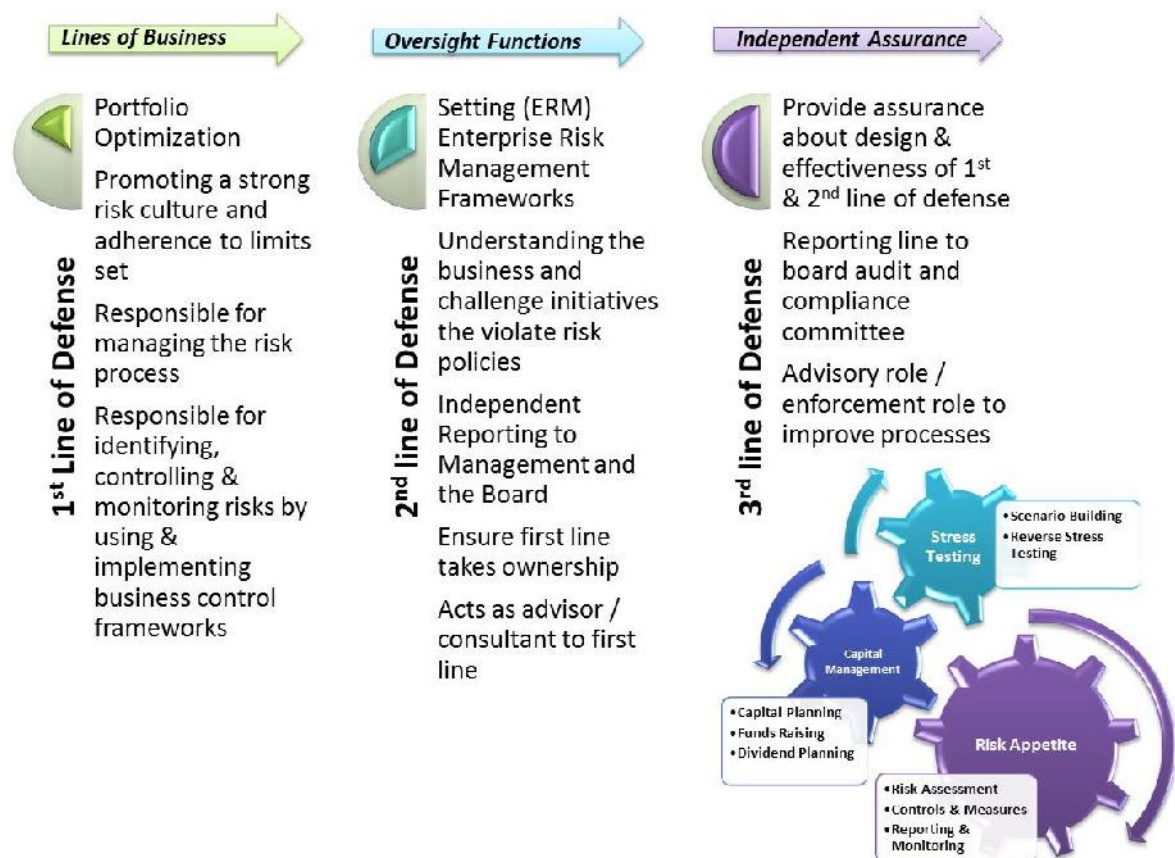 Lines of Business
1st Line of Defense
Portfolio
Optimization
Promoting a strong
risk culture and
adherence to limits
set
Responsible for
managing the risk
process
Responsible for
identifying,
controlling &
monitoring risks by
using &
implementing
business control
frameworks
Oversight Functions
2nd line of Defense
Setting (ERM)
Enterprise Risk
Management
Frameworks
Understanding the
business and
challenge initiatives
the violate risk
policies
Independent
Reporting to
Management and
the Board
Ensure first line
takes ownership
Acts as advisor /
consultant to first
line
Independent Assurance
3rd line of Defense
Provide assurance
about design &
effectiveness of 1st
& 2nd line of defense
Reporting line to
board audit and
compliance
committee
Advisory role /
enforcement role to
improve processes
Stress
Testing
•Scenario Building
•Reverse Stress
Testing
Capital
Management
•Capital Planning
•Funds Raising
•Dividend Planning
Risk Appetite
•Risk Assessment
•Controls & Measures
•Reporting &
Monitoring